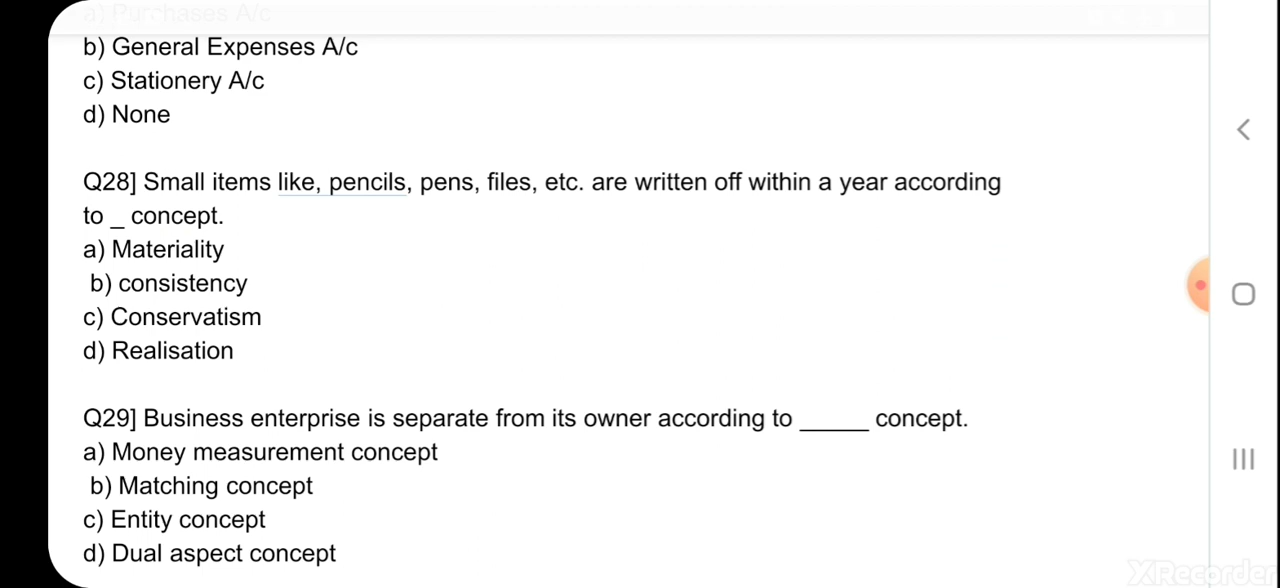 a) Purchases A/c
b) General Expenses A/c
c) Stationery A/c
d) None
Q28] Small items like, pencils, pens, files, etc. are written off within a year according
to _ concept.
a) Materiality
b) consistency
c) Conservatism
d) Realisation
Q29] Business enterprise is separate from its owner according to _____ concept.
a) Money measurement concept
b) Matching concept
c) Entity concept
d) Dual aspect concept
XRecorder